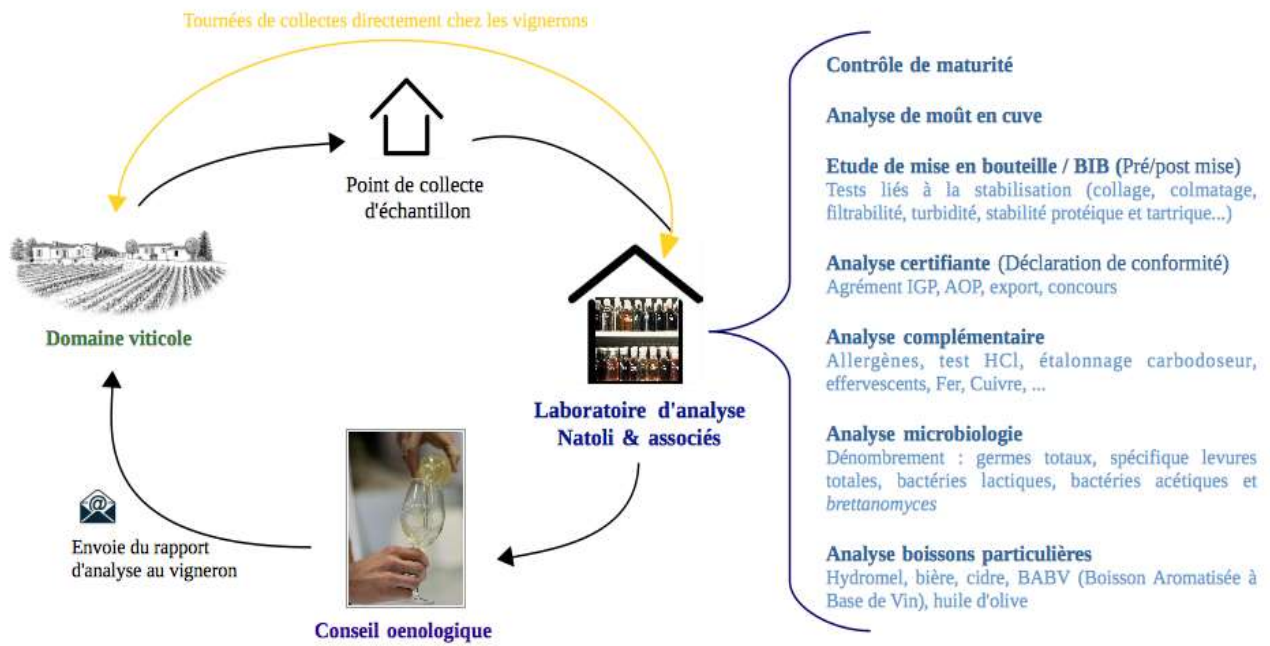 Tournées de collectes directement chez les vignerons
Point de collecte
d'échantillon
Domaine viticole
Laboratoire d'analyse
Natoli & associés
@
Envoie du rapport
d'analyse au vigneron
Conseil oenologique
Contrôle de maturité
Analyse de moût en cuve
Etude de mise en bouteille / BIB (Pré/post mise)
Tests liés à la stabilisation (collage, colmatage,
filtrabilité, turbidité, stabilité protéique et tartrique...)
Analyse certifiante (Déclaration de conformité)
Agrément IGP, AOP, export, concours
Analyse complémentaire
Allergènes, test HCl, étalonnage carbodoseur,
effervescents, Fer, Cuivre, ...
Analyse microbiologie
Dénombrement : germes totaux, spécifique levures
totales, bactéries lactiques, bactéries acétiques et
brettanomyces
Analyse boissons particulières
Hydromel, bière, cidre, BABV (Boisson Aromatisée à
Base de Vin), huile d'olive